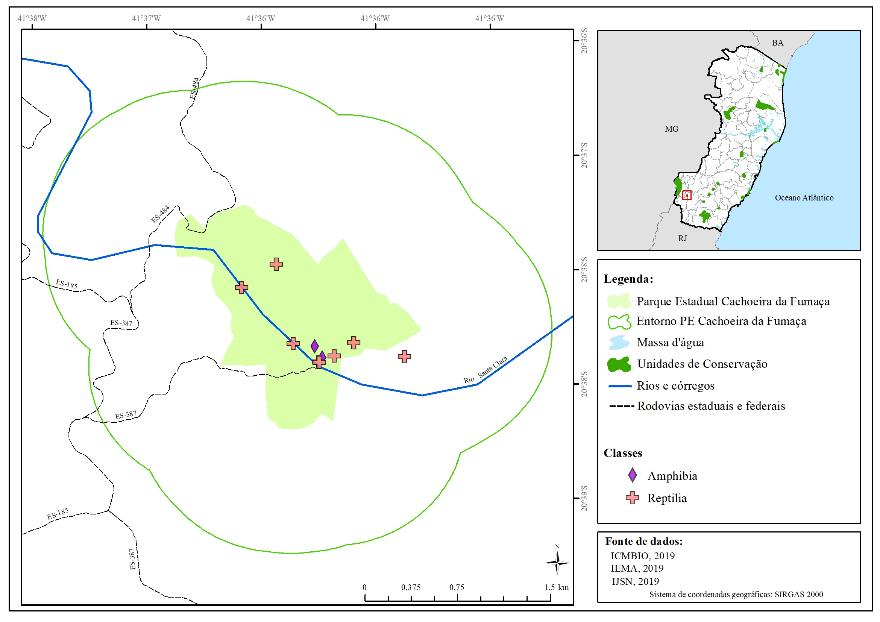 41°38'W 41°37'W 41°36'W 41°36'W 41°36'W
20°36'S
20°37'S
20°38'S
20°38'S
20°39'S
ES-484
ES-484
ES-185
ES-387
ES-387
Rio Santa Clara
ES-185
ES-387
N
0 0.375 0.75 1.5 km
BA
MG
Oceano Atlântico
RJ
Legenda:
Parque Estadual Cachoeira da Fumaça
Entorno PE Cachoeira da Fumaça
Massa d'água
Unidades de Conservação
Rios e córregos
Rodovias estaduais e federais
Classes
Amphibia
Reptilia
Fonte de dados:
ICMBIO, 2019
IEMA, 2019
IJSN, 2019
Sistema de coordenadas geográficas: SIRGAS 2000